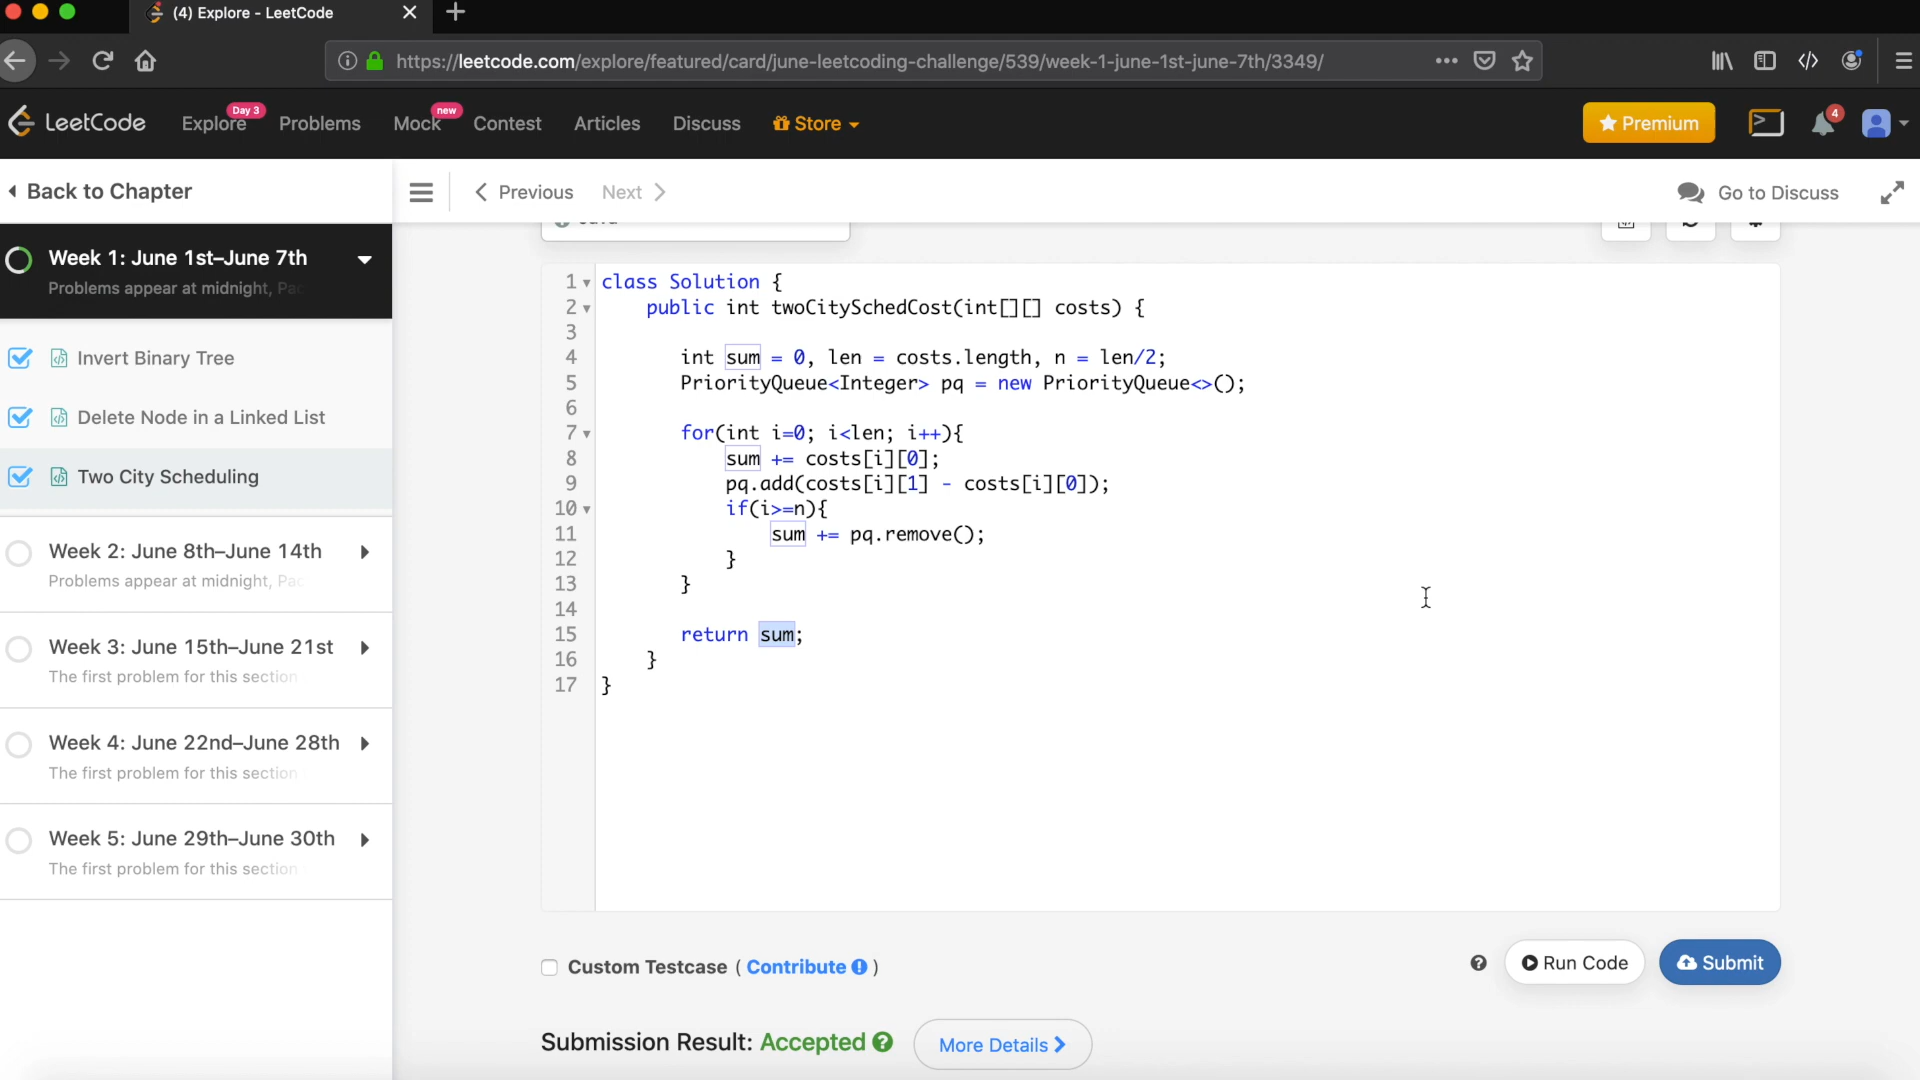 (4) Explore - LeetCode
https://leetcode.com/explore/featured/card/june-leetcoding-challenge/539/week-1-june-1st-june-7th/3349/
LeetCode
Explore
Day 3
Problems
Mock
new
Contest
Articles
Discuss
Store
Premium
4
Back to Chapter
Previous
Next
Go to Discuss
Week 1: June 1st–June 7th
Problems appear at midnight, Pac
Invert Binary Tree
Delete Node in a Linked List
Two City Scheduling
Week 2: June 8th–June 14th
Problems appear at midnight, Pac
Week 3: June 15th–June 21st
The first problem for this section
Week 4: June 22nd–June 28th
The first problem for this section
Week 5: June 29th–June 30th
The first problem for this section
1 class Solution {
2 public int twoCitySchedCost(int[][] costs) {
3
4 int sum = 0, len = costs.length, n = len/2;
5 PriorityQueue<Integer> pq = new PriorityQueue<>();
6
7 for(int i=0; i<len; i++){
8 sum += costs[i][0];
9 pq.add(costs[i][1] - costs[i][0]);
10 if(i>=n){
11 sum += pq.remove();
12 }
13 }
14
15 return sum;
16 }
17 }
Custom Testcase ( Contribute )
Run Code
Submit
Submission Result: Accepted
More Details